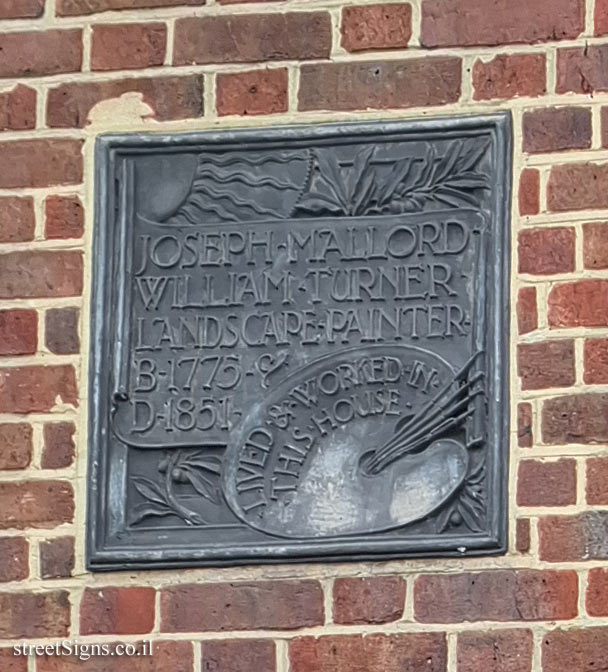 JOSEPH·MALLORD·
WILLIAM·TURNER
LANDSCAPE·PAINTER·
B·1775·&
D·1851·
LIVED & WORKED·IN·
·THIS·HOUSE·
streetsigns.co.il